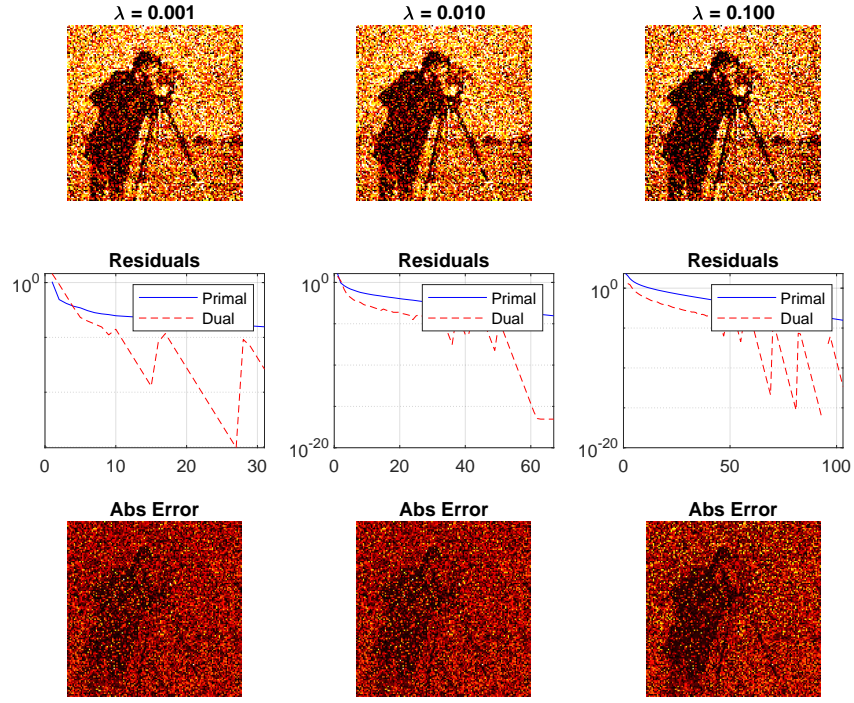 λ = 0.001
λ = 0.010
λ = 0.100
Residuals
10^0
Primal
Dual
0
10
20
30
Residuals
10^0
10^-20
Primal
Dual
0
20
40
60
Residuals
10^0
10^-20
Primal
Dual
0
50
100
Abs Error
Abs Error
Abs Error